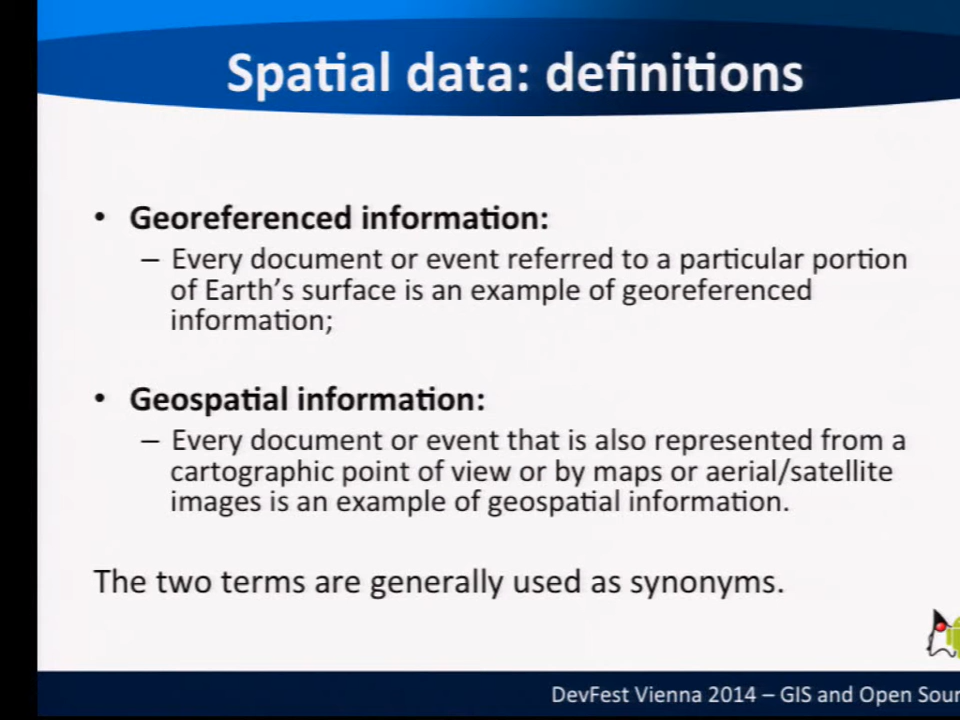 Spatial data: definitions
• Georeferenced information:
– Every document or event referred to a particular portion
of Earth's surface is an example of georeferenced
information;
• Geospatial information:
– Every document or event that is also represented from a
cartographic point of view or by maps or aerial/satellite
images is an example of geospatial information.
The two terms are generally used as synonyms.
DevFest Vienna 2014 – GIS and Open Sour